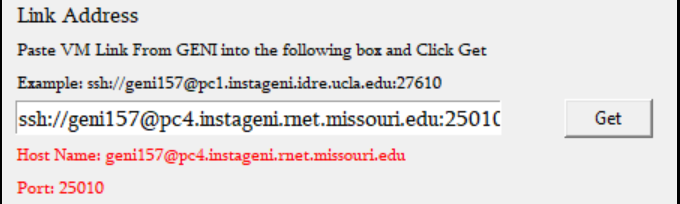 Link Address
Paste VM Link From GENI into the following box and Click Get
Example: ssh://geni157@pc1.instageni.idre.ucla.edu:27610
ssh://geni157@pc4.instageni.rnet.missouri.edu:25010
Get
Host Name: geni157@pc4.instageni.rnet.missouri.edu
Port: 25010